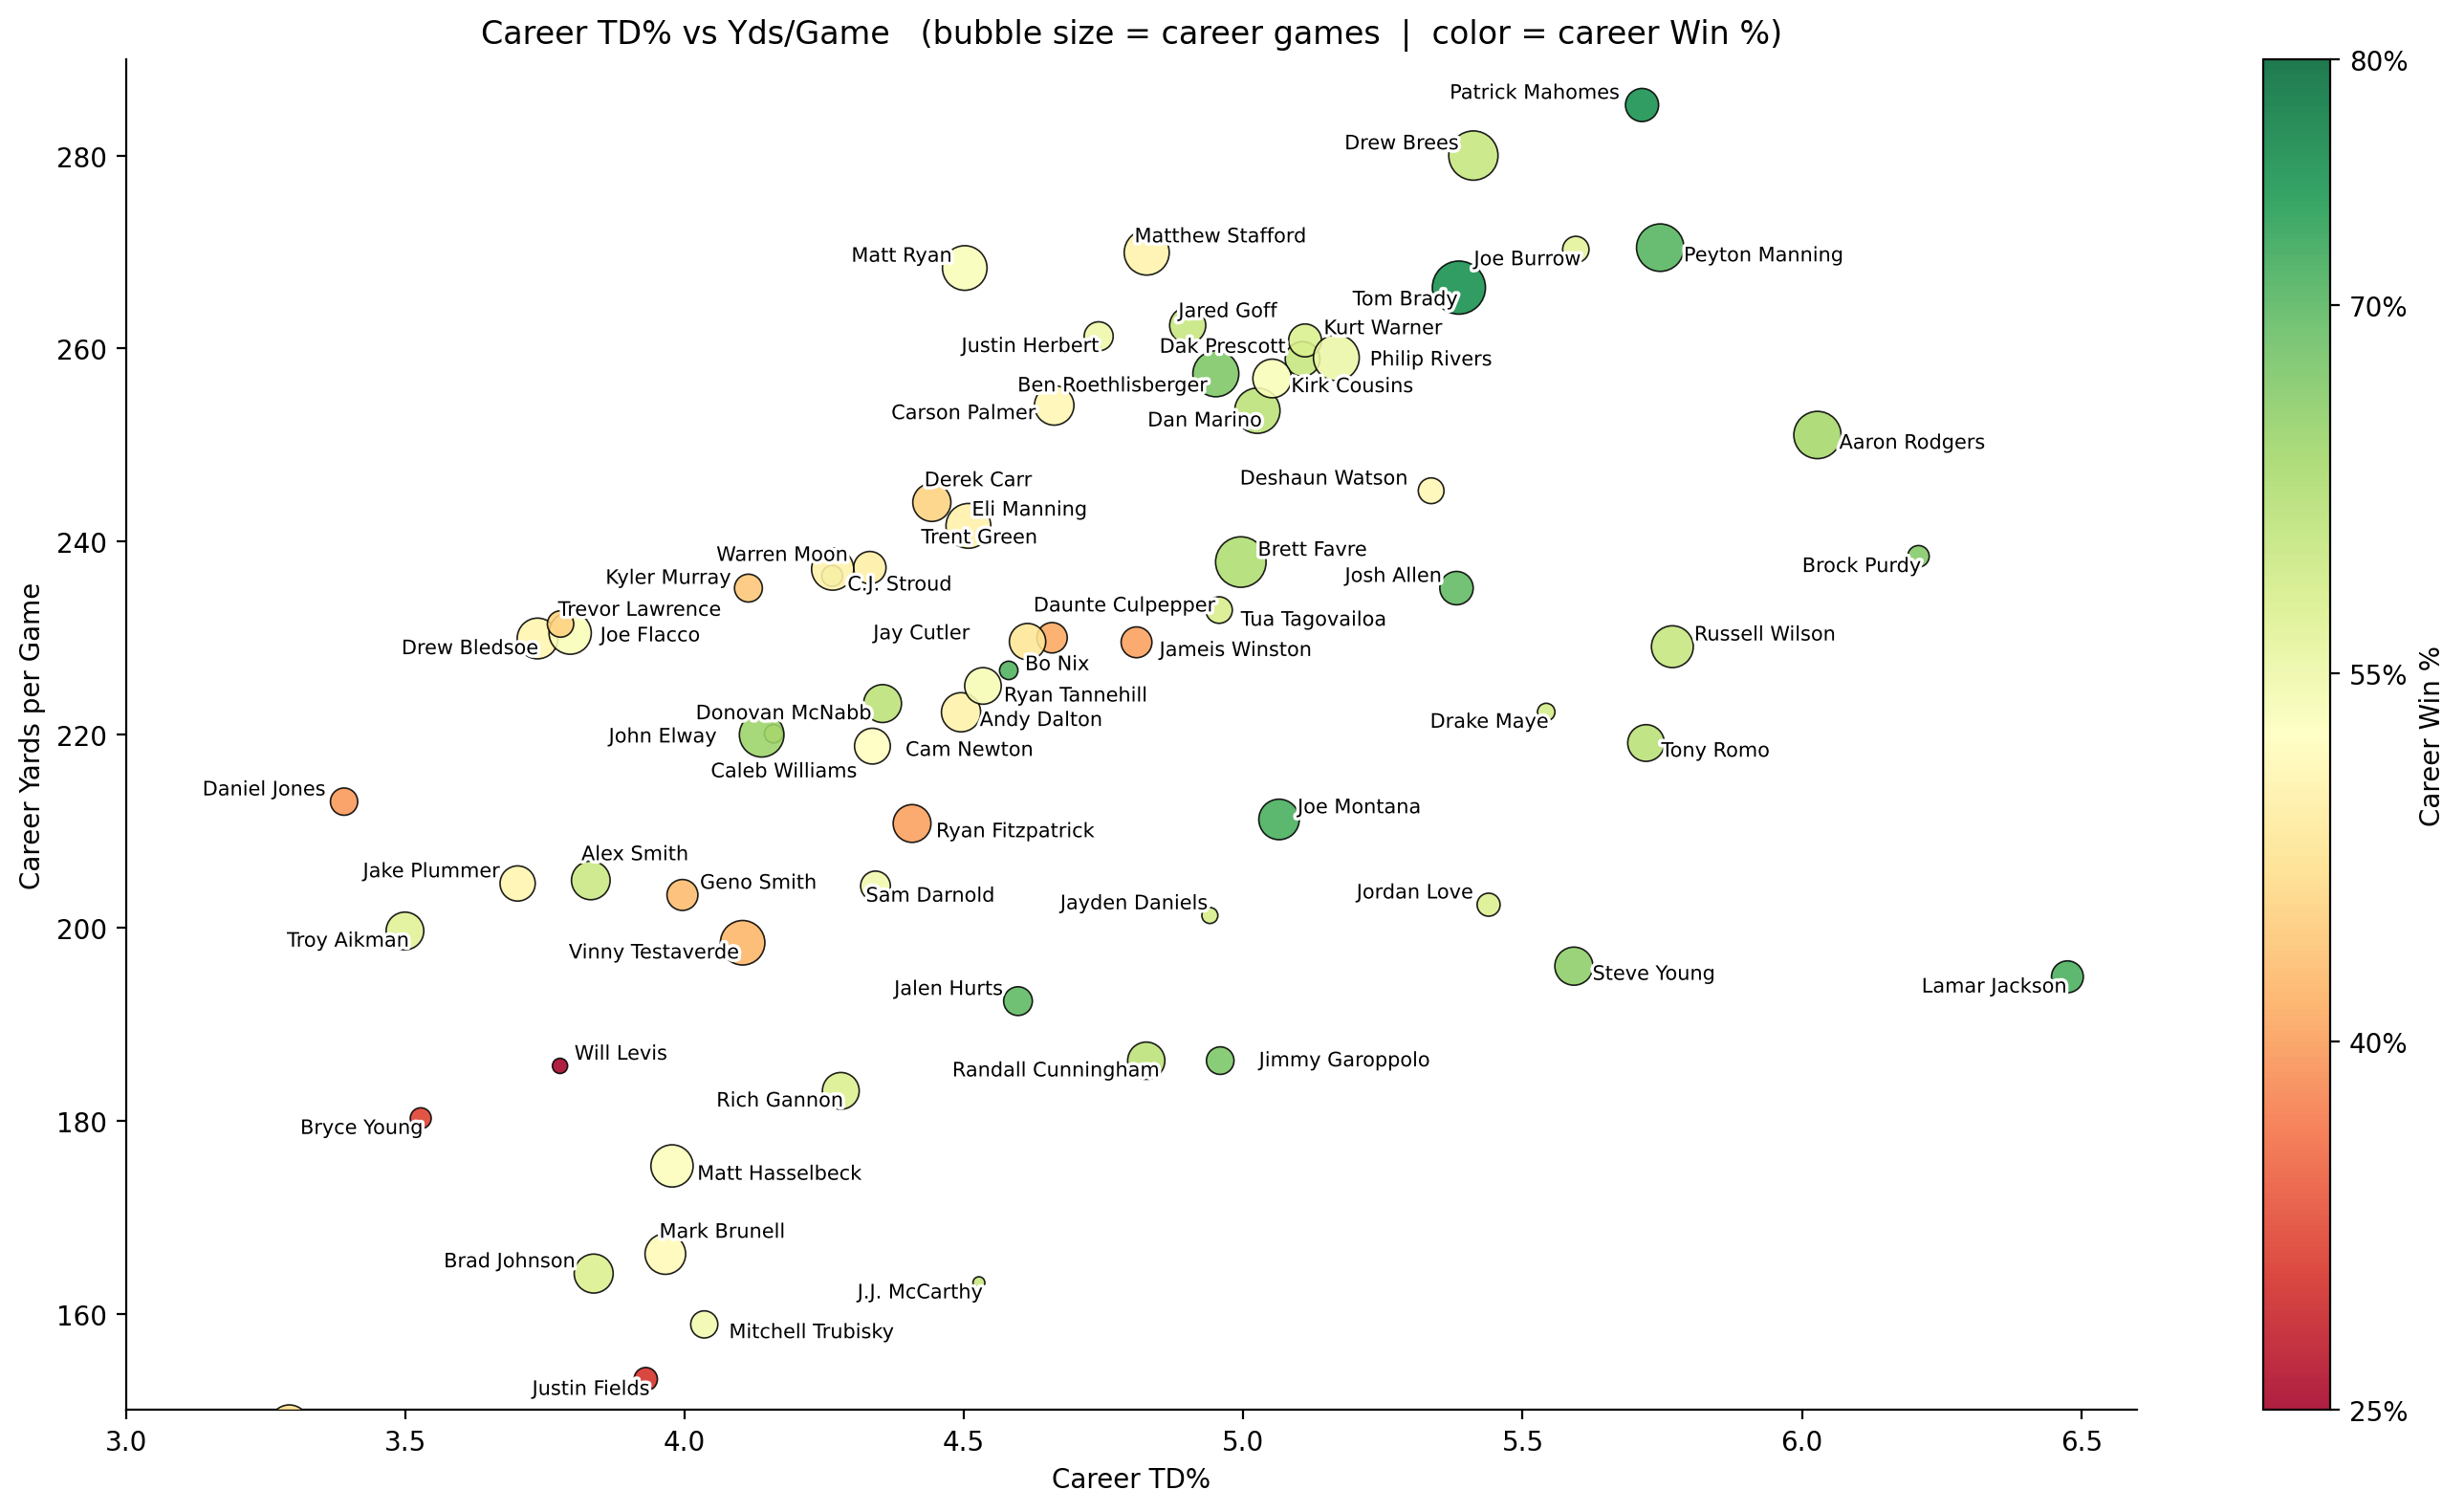 Career TD% vs Yds/Game   (bubble size = career games  |  color = career Win %)
Patrick Mahomes
Drew Brees
Matthew Stafford
Matt Ryan
Joe Burrow
Peyton Manning
Tom Brady
Jared Goff
Kurt Warner
Justin Herbert
Dak Prescott
Philip Rivers
Ben Roethlisberger
Kirk Cousins
Carson Palmer
Dan Marino
Aaron Rodgers
Derek Carr
Deshaun Watson
Eli Manning
Trent Green
Warren Moon
Brett Favre
Brock Purdy
Kyler Murray
C.J. Stroud
Josh Allen
Trevor Lawrence
Daunte Culpepper
Tua Tagovailoa
Joe Flacco
Jay Cutler
Russell Wilson
Drew Bledsoe
Jameis Winston
Bo Nix
Ryan Tannehill
Donovan McNabb
Andy Dalton
Drake Maye
John Elway
Cam Newton
Tony Romo
Caleb Williams
Daniel Jones
Joe Montana
Ryan Fitzpatrick
Alex Smith
Jake Plummer
Geno Smith
Sam Darnold
Jordan Love
Jayden Daniels
Troy Aikman
Vinny Testaverde
Steve Young
Jalen Hurts
Lamar Jackson
Will Levis
Randall Cunningham
Jimmy Garoppolo
Rich Gannon
Bryce Young
Matt Hasselbeck
Mark Brunell
Brad Johnson
J.J. McCarthy
Mitchell Trubisky
Justin Fields
280
260
240
220
200
180
160
Career Yards per Game
3.0
3.5
4.0
4.5
5.0
5.5
6.0
6.5
Career TD%
80%
70%
55%
40%
25%
Career Win %